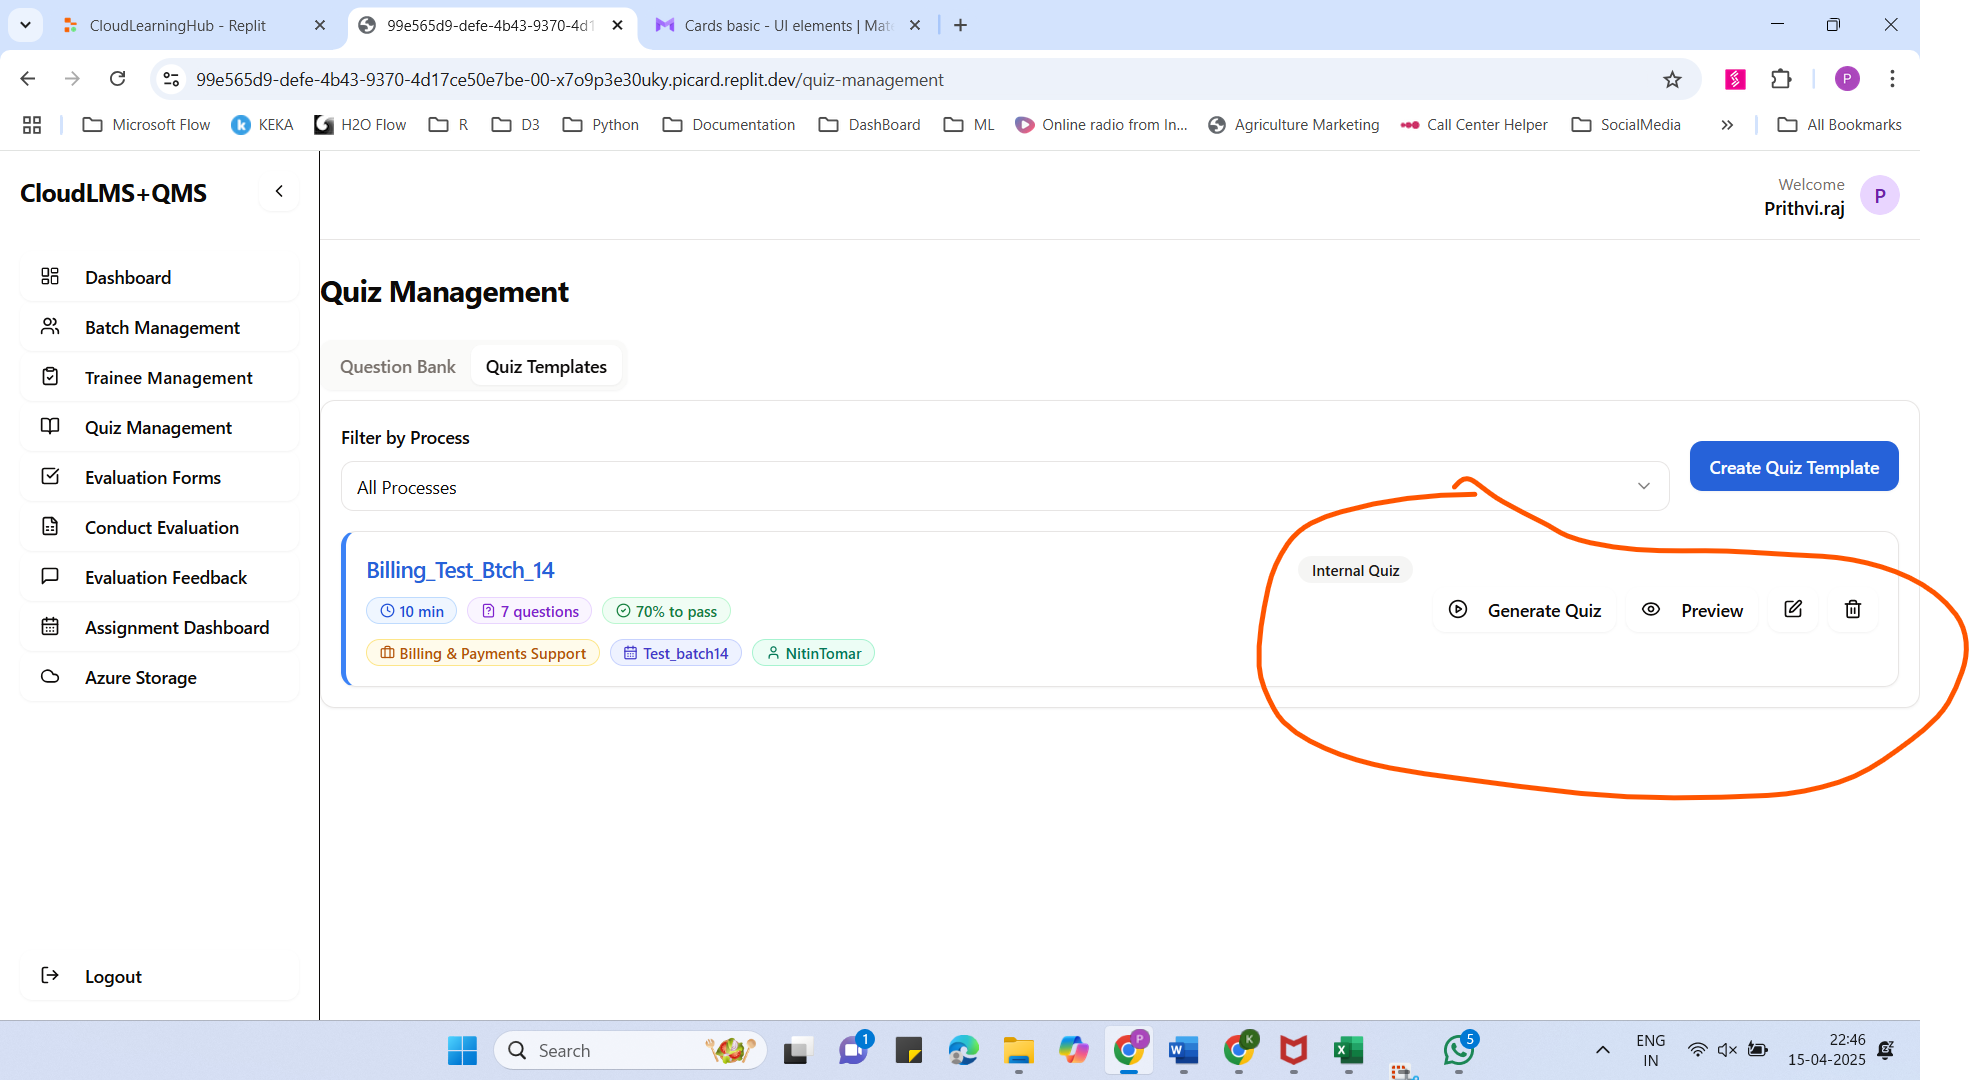 CloudLearningHub - Replit
99e565d9-defe-4b43-9370-4d1
Cards basic - UI elements | Mate
99e565d9-defe-4b43-9370-4d17ce50e7be-00-x7o9p3e30uky.picard.replit.dev/quiz-management
P
Microsoft Flow
KEKA
H2O Flow
R
D3
Python
Documentation
DashBoard
ML
Online radio from In...
Agriculture Marketing
Call Center Helper
SocialMedia
All Bookmarks
CloudLMS+QMS
Welcome
Prithvi.raj
P
Dashboard
Batch Management
Trainee Management
Quiz Management
Evaluation Forms
Conduct Evaluation
Evaluation Feedback
Assignment Dashboard
Azure Storage
Logout
Quiz Management
Question Bank
Quiz Templates
Filter by Process
All Processes
Create Quiz Template
Billing_Test_Btch_14
10 min
7 questions
70% to pass
Billing & Payments Support
Test_batch14
NitinTomar
Internal Quiz
Generate Quiz
Preview
Search
1
P
W
K
X
5
ENG
IN
22:46
15-04-2025